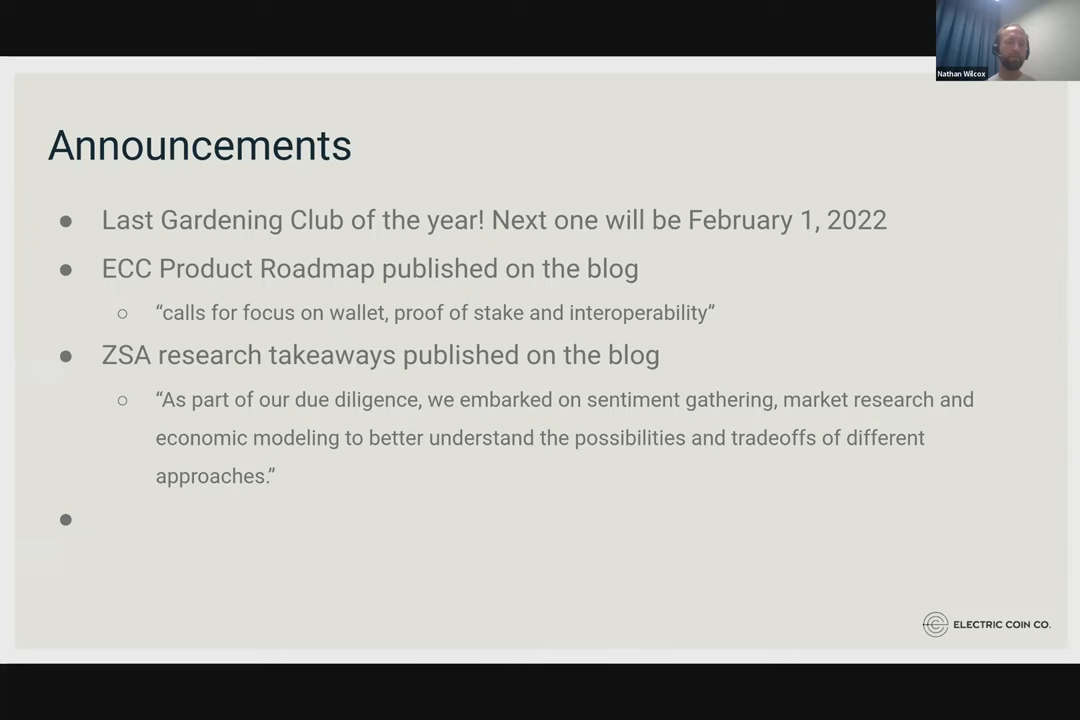 Nathan Wilcox
Announcements
● Last Gardening Club of the year! Next one will be February 1, 2022
● ECC Product Roadmap published on the blog
○ “calls for focus on wallet, proof of stake and interoperability”
● ZSA research takeaways published on the blog
○ “As part of our due diligence, we embarked on sentiment gathering, market research and
economic modeling to better understand the possibilities and tradeoffs of different
approaches.”
●
ELECTRIC COIN CO.